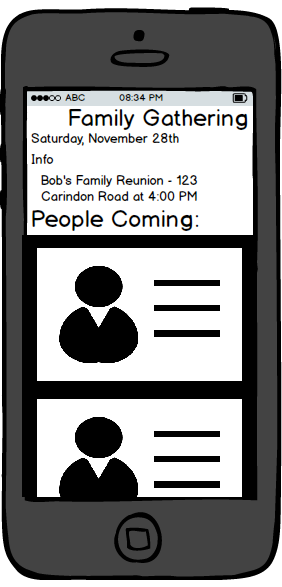 ABC 08:34 PM
Family Gathering
Saturday, November 28th
Info
Bob's Family Reunion - 123
Carindon Road at 4:00 PM
People Coming: